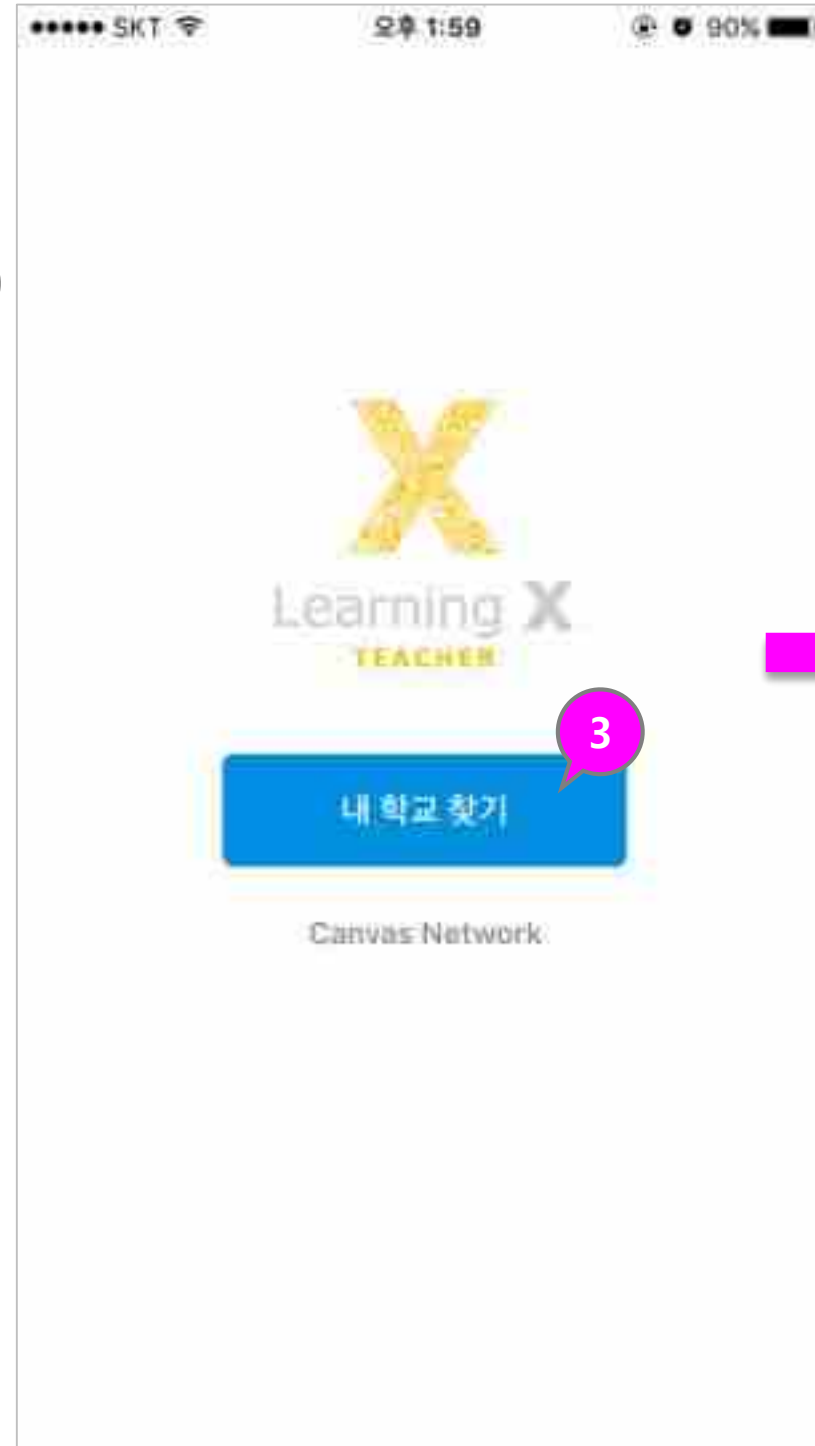 ●●●●● SKT 오후 1:59 90%
X
Learning X
TEACHER
3
내 학교 찾기
Canvas Network